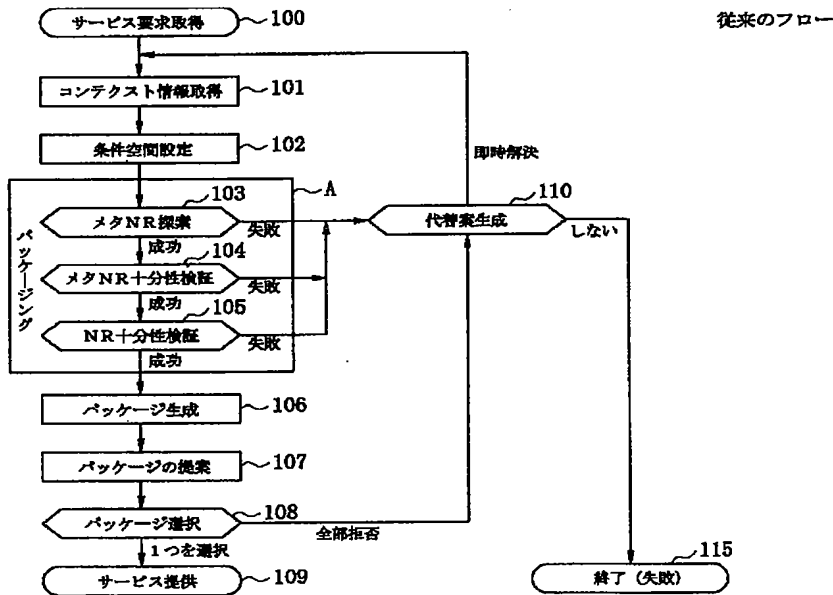 従来のフロー
サービス要求取得
100
コンテクスト情報取得
101
条件空間設定
102
即時解決
A
パッケージング
103
メタNR探索
失敗
成功
110
代替案生成
しない
104
メタNR十分性検証
失敗
成功
105
NR十分性検証
失敗
成功
パッケージ生成
106
パッケージの提案
107
パッケージ選択
108
全部拒否
1つを選択
サービス提供
109
115
終了(失敗)